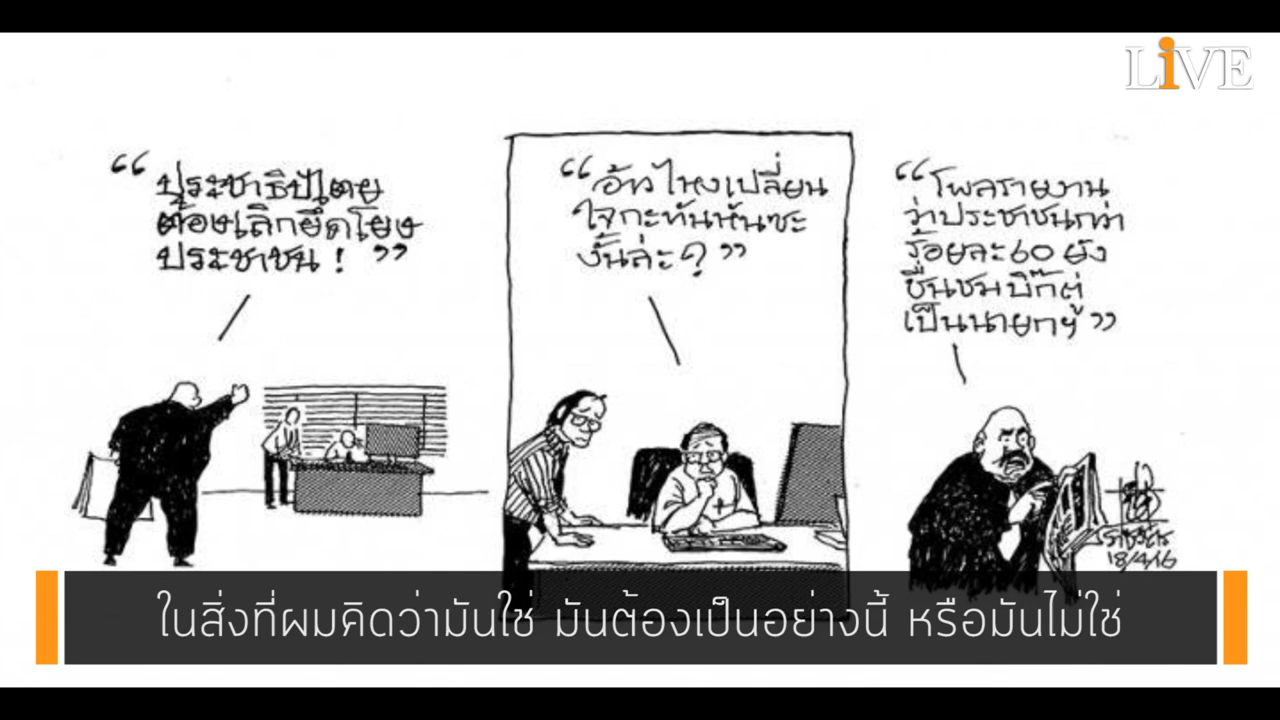 LiVE
“ ประชาธิปไตย
ต้องเลิกยึดโยง
ประชาชน ! ”
“ อ้าว ไหงเปลี่ยน
ใจกะทันหันซะ
งั้นล่ะ ? ”
“ โพลรายงาน
ว่าประชาชนกว่า
ร้อยละ ๖๐ ยัง
ชื่นชมบิ๊กตู่
เป็นนายกฯ ”
18/4/16
ในสิ่งที่ผมคิดว่ามันใช่ มันต้องเป็นอย่างนี้ หรือมันไม่ใช่